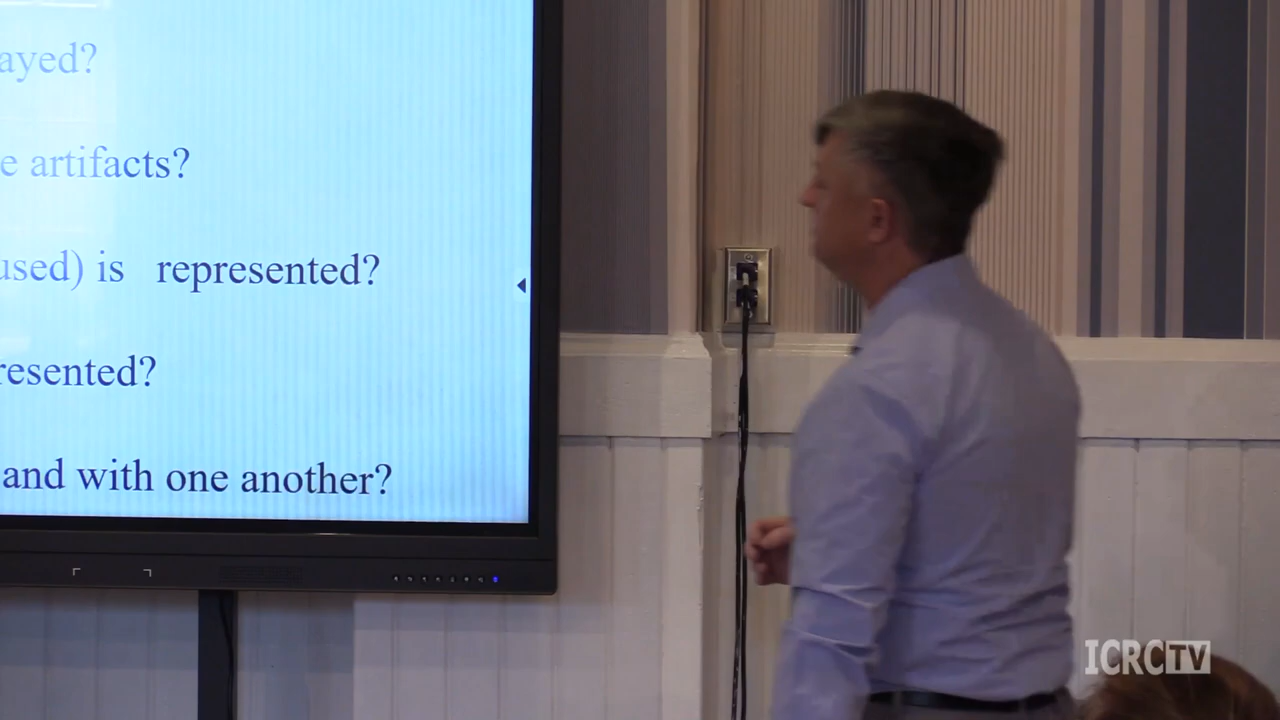 ayed?
e artifacts?
used) is represented?
resented?
and with one another?
ICRCTV